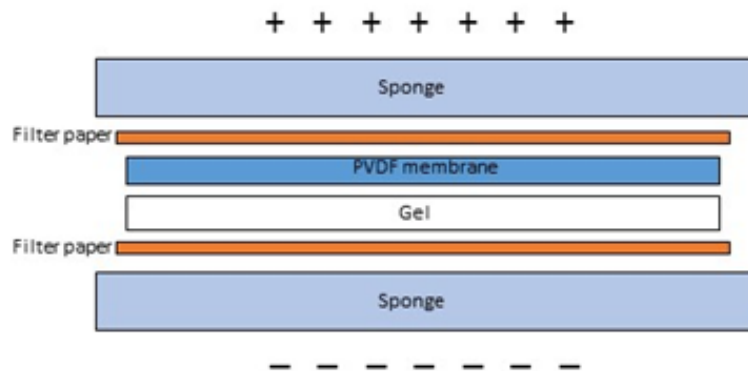 + + + + + + +
Sponge
Filter paper
PVDF membrane
Gel
Filter paper
Sponge
− − − − − − −